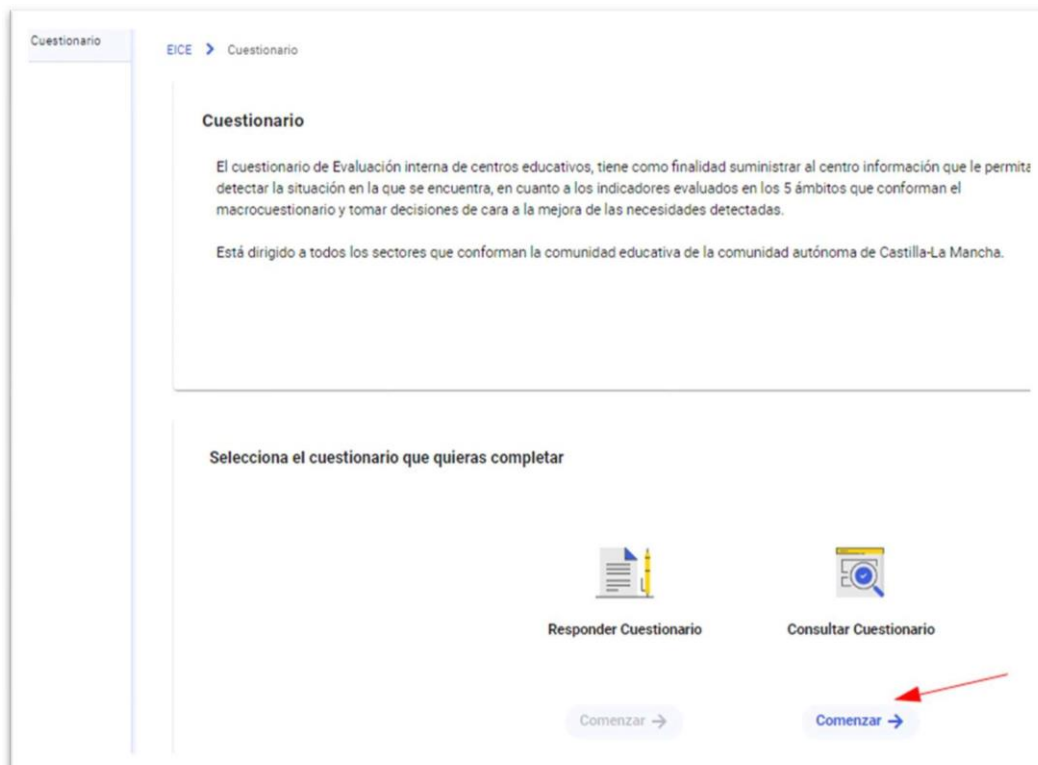 Cuestionario
EICE > Cuestionario
Cuestionario
El cuestionario de Evaluación interna de centros educativos, tiene como finalidad suministrar al centro información que le permita
detectar la situación en la que se encuentra, en cuanto a los indicadores evaluados en los 5 ámbitos que conforman el
macrocuestionario y tomar decisiones de cara a la mejora de las necesidades detectadas.
Está dirigido a todos los sectores que conforman la comunidad educativa de la comunidad autónoma de Castilla-La Mancha.
Selecciona el cuestionario que quieras completar
Responder Cuestionario
Consultar Cuestionario
Comenzar →
Comenzar →